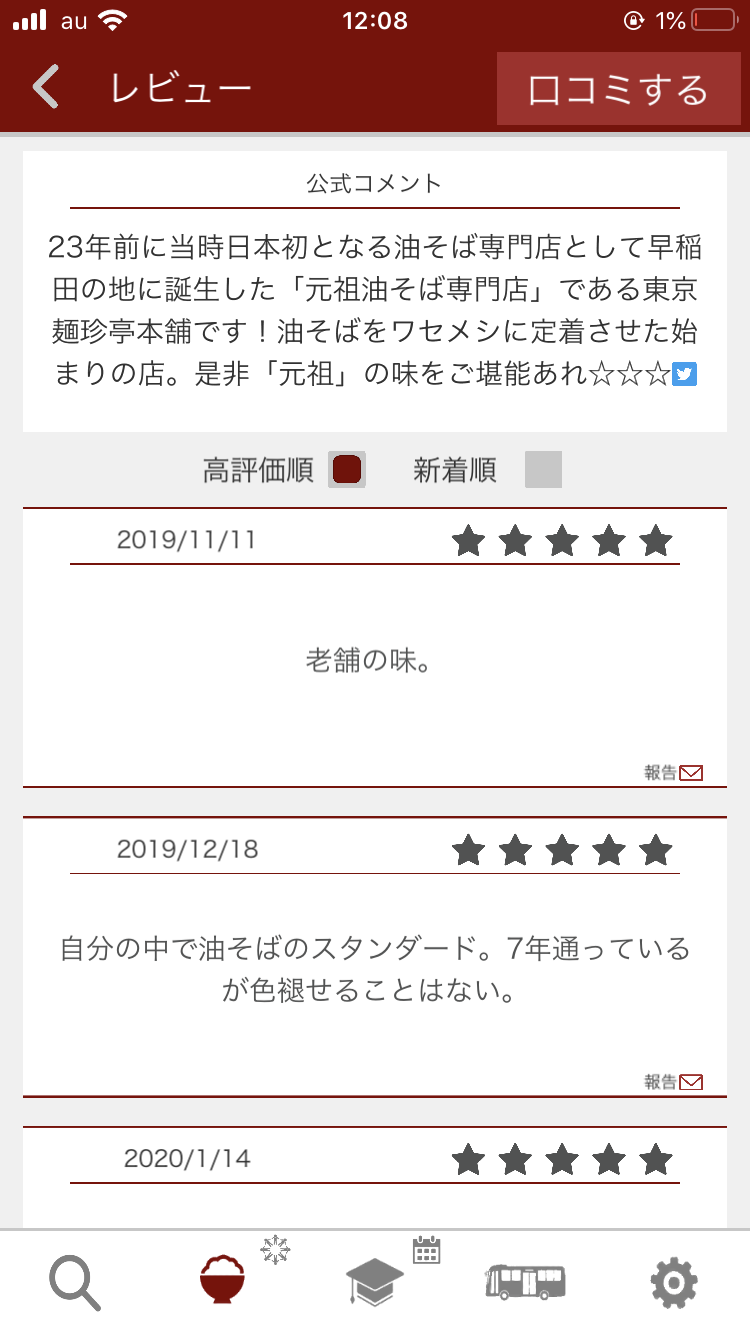 au 12:08 1%
レビュー 口コミする
公式コメント
23年前に当時日本初となる油そば専門店として早稲
田の地に誕生した「元祖油そば専門店」である東京
麺珍亭本舗です！油そばをワセメシに定着させた始
まりの店。是非「元祖」の味をご堪能あれ☆☆☆
高評価順 新着順
2019/11/11 ★★★★★
老舗の味。
報告
2019/12/18 ★★★★★
自分の中で油そばのスタンダード。7年通っている
が色褪せることはない。
報告
2020/1/14 ★★★★★